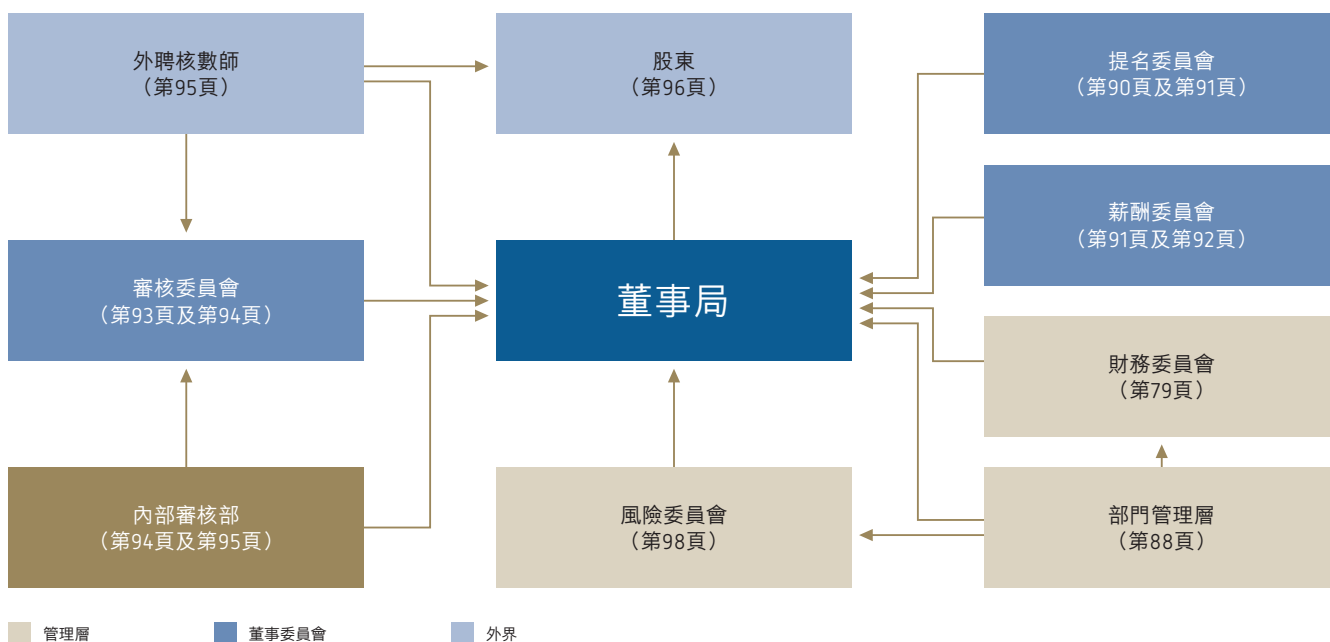 外聘核數師
（第95頁）
股東
（第96頁）
提名委員會
（第90頁及第91頁）
薪酬委員會
（第91頁及第92頁）
審核委員會
（第93頁及第94頁）
董事局
財務委員會
（第79頁）
內部審核部
（第94頁及第95頁）
風險委員會
（第98頁）
部門管理層
（第88頁）
管理層
董事委員會
外界